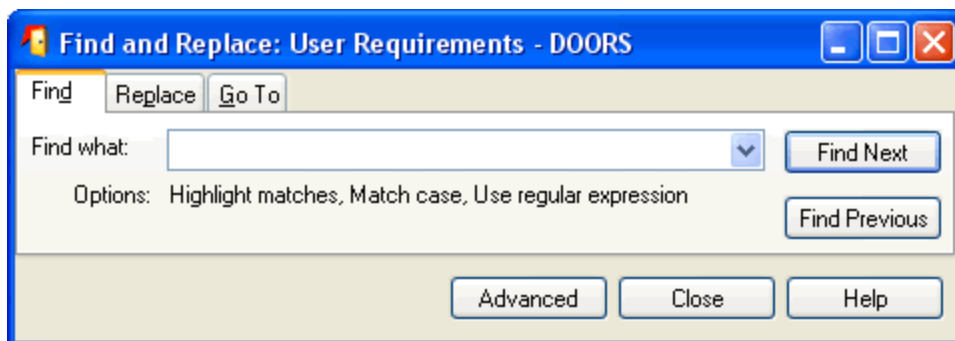 Find and Replace: User Requirements - DOORS
Find Replace Go To
Find what: Find Next
Options: Highlight matches, Match case, Use regular expression
Find Previous
Advanced Close Help